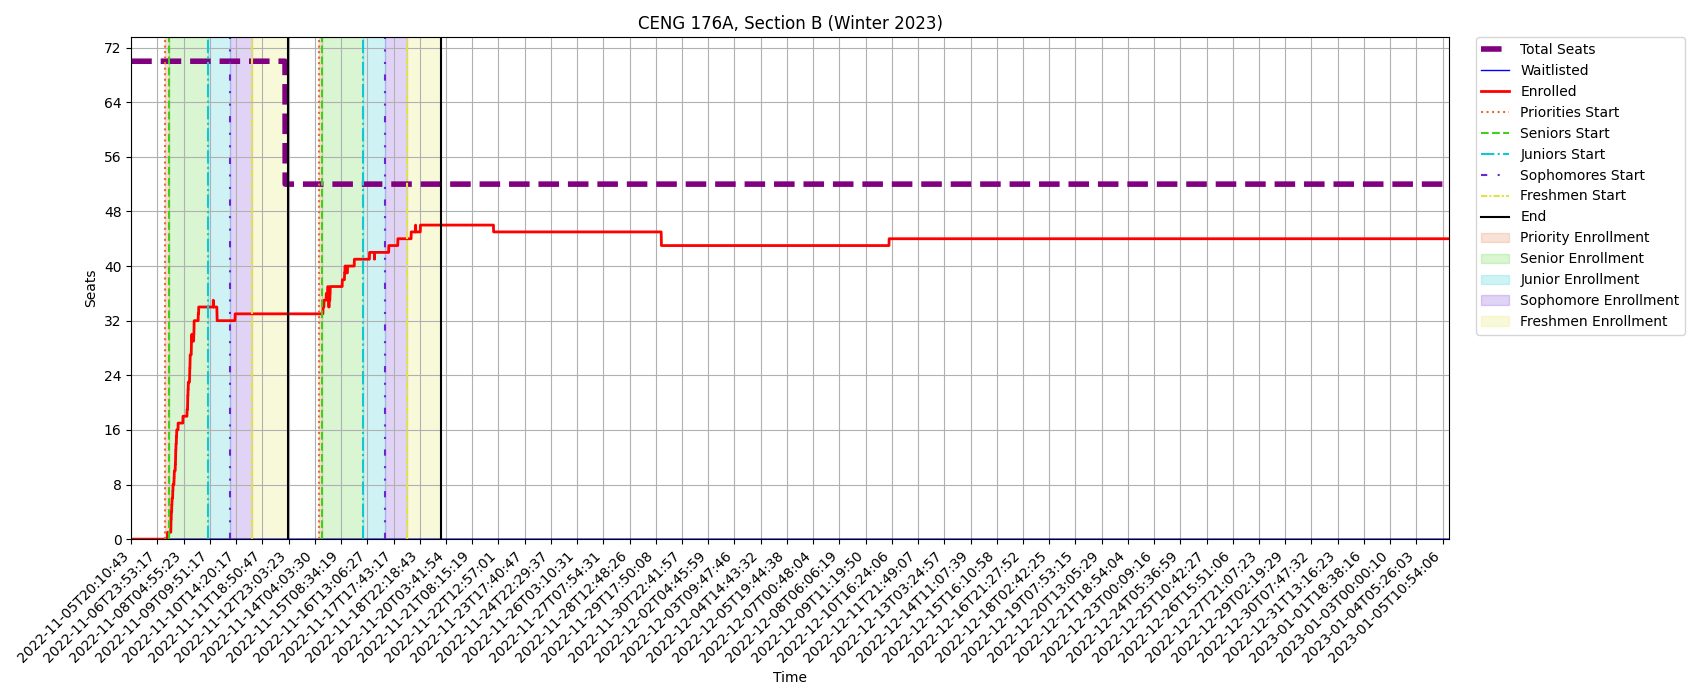 CENG 176A, Section B (Winter 2023)
72
64
56
48
40
32
24
16
8
0
Seats
2022-11-05T20:10:43
2022-11-06T23:53:17
2022-11-08T04:55:23
2022-11-09T09:51:17
2022-11-10T14:20:17
2022-11-11T18:50:47
2022-11-12T23:03:23
2022-11-14T04:03:30
2022-11-15T08:34:19
2022-11-16T13:06:27
2022-11-17T17:43:17
2022-11-18T22:18:43
2022-11-20T03:41:54
2022-11-21T08:15:19
2022-11-22T12:57:01
2022-11-23T17:40:47
2022-11-24T22:29:37
2022-11-26T03:10:31
2022-11-27T07:54:31
2022-11-28T12:48:26
2022-11-29T17:50:08
2022-11-30T22:41:57
2022-12-02T04:45:59
2022-12-03T09:47:46
2022-12-04T14:43:32
2022-12-05T19:44:38
2022-12-07T00:48:04
2022-12-08T06:06:19
2022-12-09T11:19:50
2022-12-10T16:24:06
2022-12-11T21:49:07
2022-12-13T03:24:57
2022-12-14T11:07:39
2022-12-15T16:10:58
2022-12-16T21:27:52
2022-12-18T02:42:25
2022-12-19T07:53:15
2022-12-20T13:05:29
2022-12-21T18:54:04
2022-12-23T00:09:16
2022-12-24T05:36:59
2022-12-25T10:42:27
2022-12-26T15:51:06
2022-12-27T21:07:23
2022-12-29T02:19:29
2022-12-30T07:47:32
2022-12-31T13:16:23
2023-01-01T18:38:16
2023-01-03T00:00:10
2023-01-04T05:26:03
2023-01-05T10:54:06
Time
Total Seats
Waitlisted
Enrolled
Priorities Start
Seniors Start
Juniors Start
Sophomores Start
Freshmen Start
End
Priority Enrollment
Senior Enrollment
Junior Enrollment
Sophomore Enrollment
Freshmen Enrollment